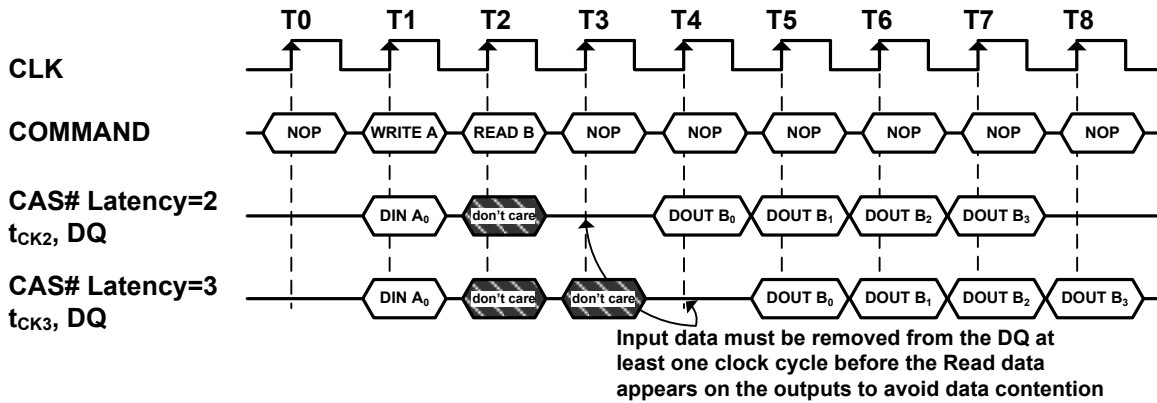 T0 T1 T2 T3 T4 T5 T6 T7 T8
CLK
COMMAND NOP WRITE A READ B NOP NOP NOP NOP NOP NOP
CAS# Latency=2
tCK2, DQ DIN A0 don't care DOUT B0 DOUT B1 DOUT B2 DOUT B3
CAS# Latency=3
tCK3, DQ DIN A0 don't care don't care DOUT B0 DOUT B1 DOUT B2 DOUT B3
Input data must be removed from the DQ at
least one clock cycle before the Read data
appears on the outputs to avoid data contention